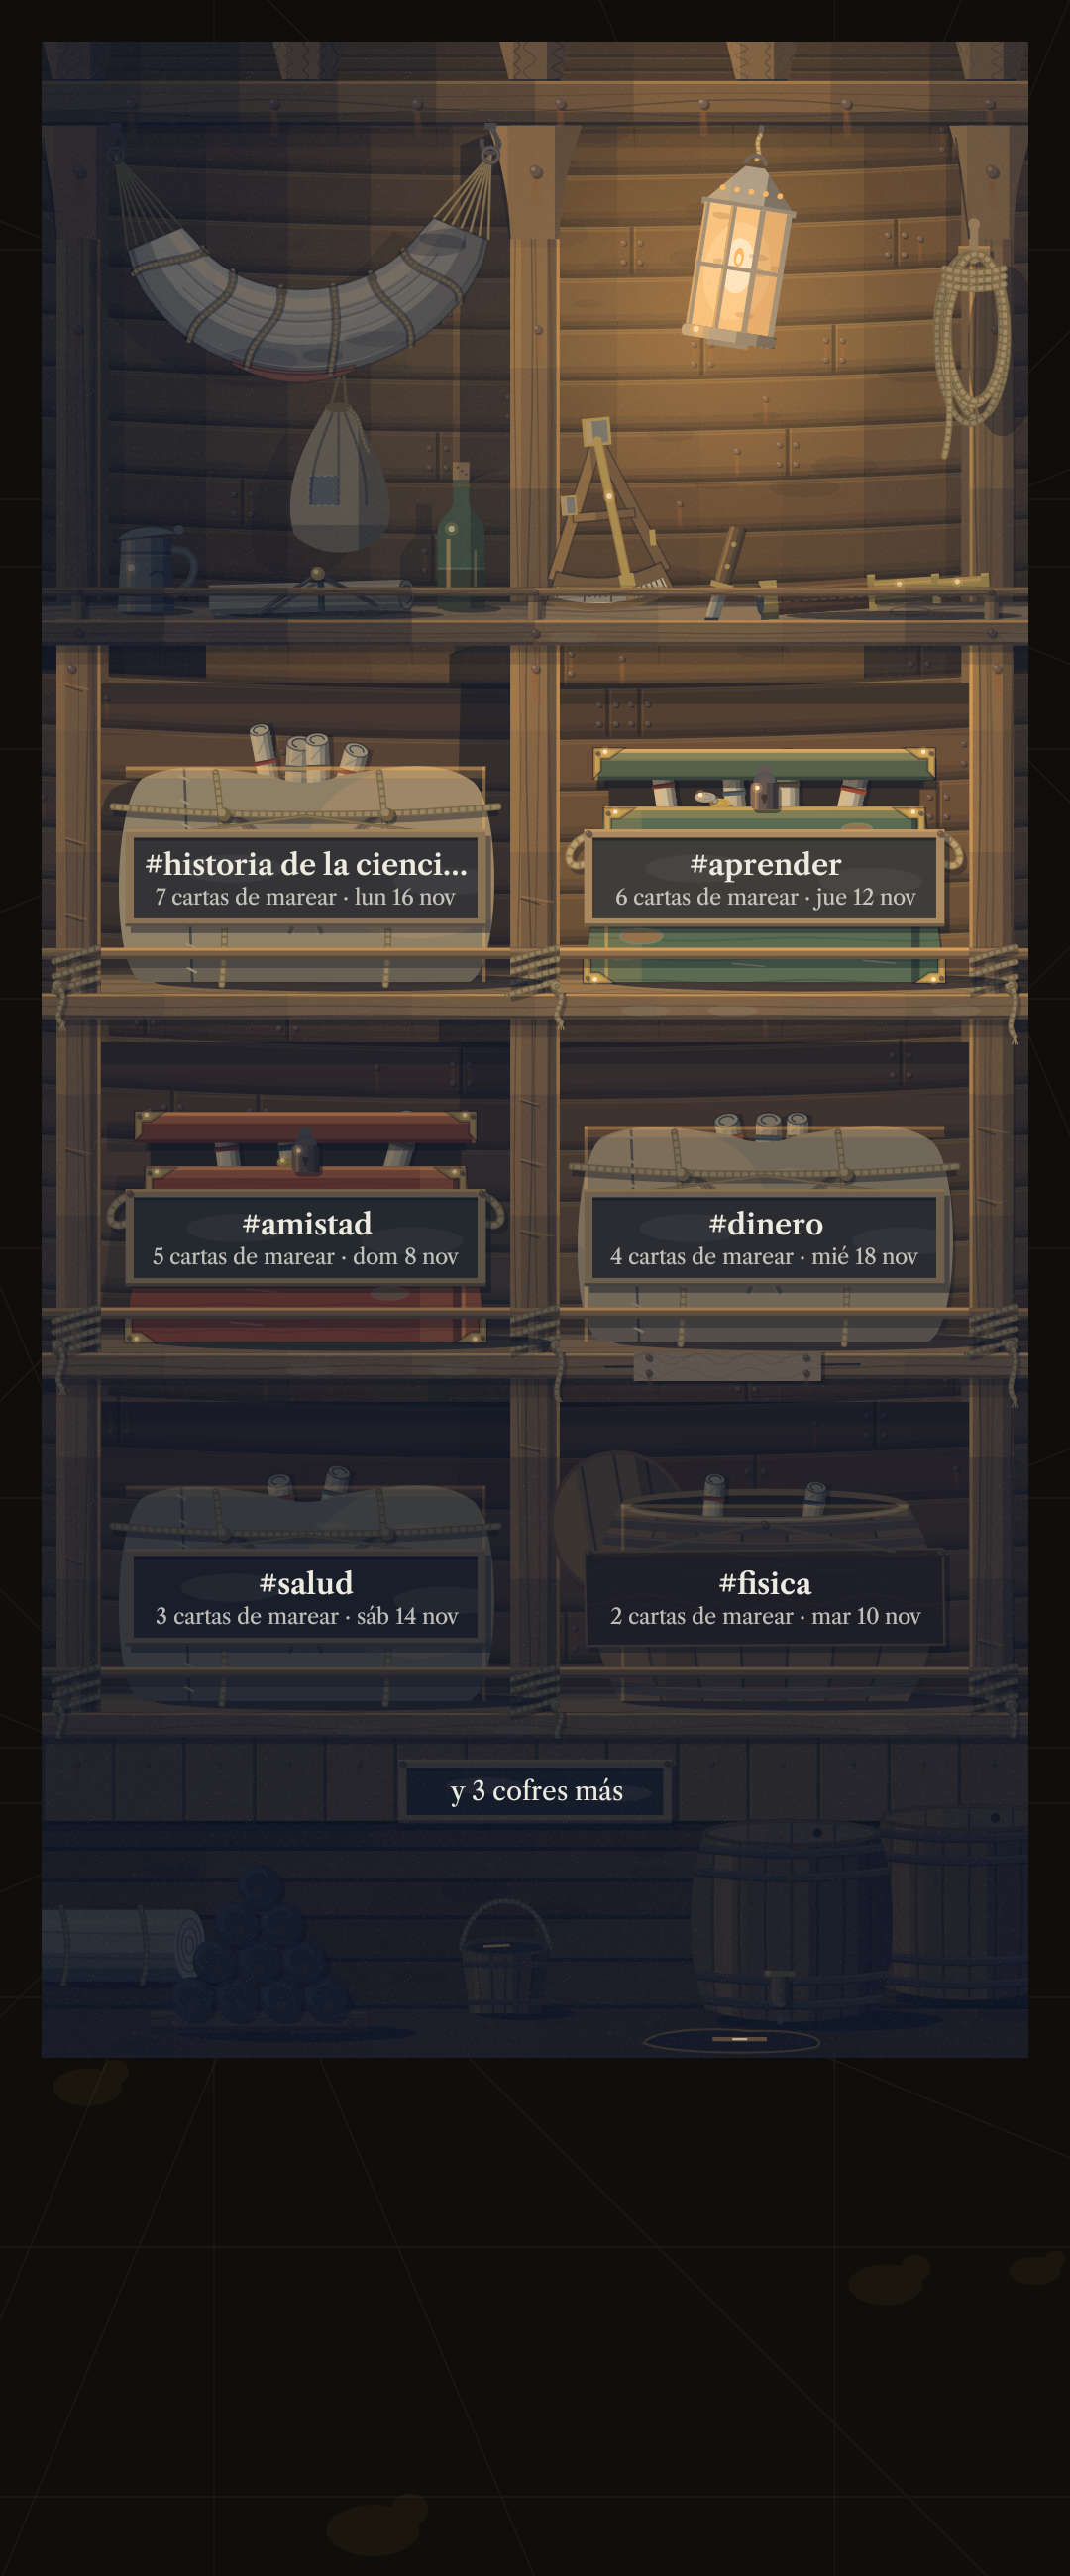 #historia de la cienci...
7 cartas de marear · lun 16 nov
#aprender
6 cartas de marear · jue 12 nov
#amistad
5 cartas de marear · dom 8 nov
#dinero
4 cartas de marear · mié 18 nov
#salud
3 cartas de marear · sáb 14 nov
#fisica
2 cartas de marear · mar 10 nov
y 3 cofres más